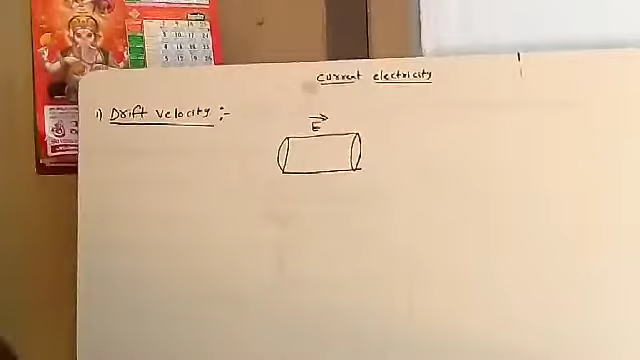 current electricity
1) Drift velocity :-
E